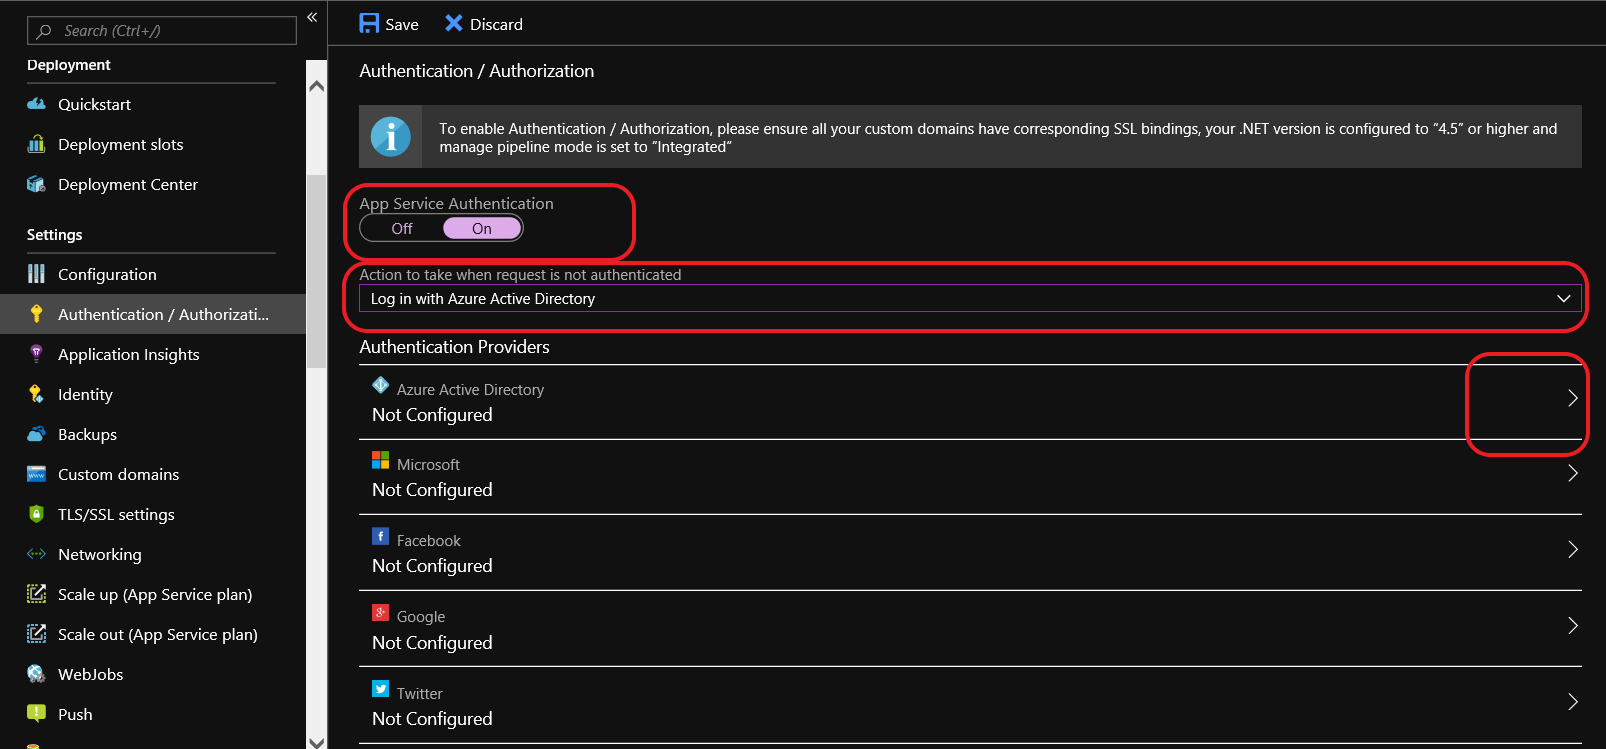 Search (Ctrl+/)
«
Deployment
Quickstart
Deployment slots
Deployment Center
Settings
Configuration
Authentication / Authorizati...
Application Insights
Identity
Backups
Custom domains
TLS/SSL settings
Networking
Scale up (App Service plan)
Scale out (App Service plan)
WebJobs
Push
Save
Discard
Authentication / Authorization
To enable Authentication / Authorization, please ensure all your custom domains have corresponding SSL bindings, your .NET version is configured to "4.5" or higher and
manage pipeline mode is set to "Integrated"
App Service Authentication
Off On
Action to take when request is not authenticated
Log in with Azure Active Directory
Authentication Providers
Azure Active Directory
Not Configured
Microsoft
Not Configured
Facebook
Not Configured
Google
Not Configured
Twitter
Not Configured